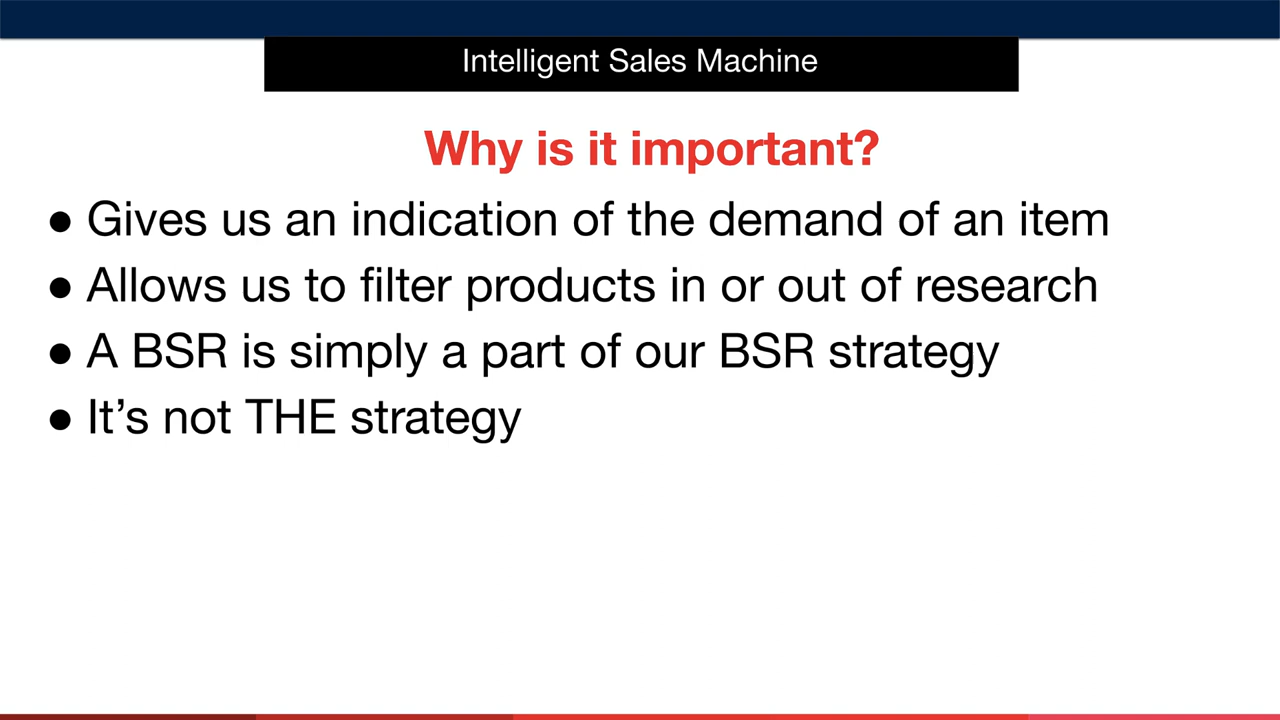 Intelligent Sales Machine
Why is it important?
● Gives us an indication of the demand of an item
● Allows us to filter products in or out of research
● A BSR is simply a part of our BSR strategy
● It’s not THE strategy